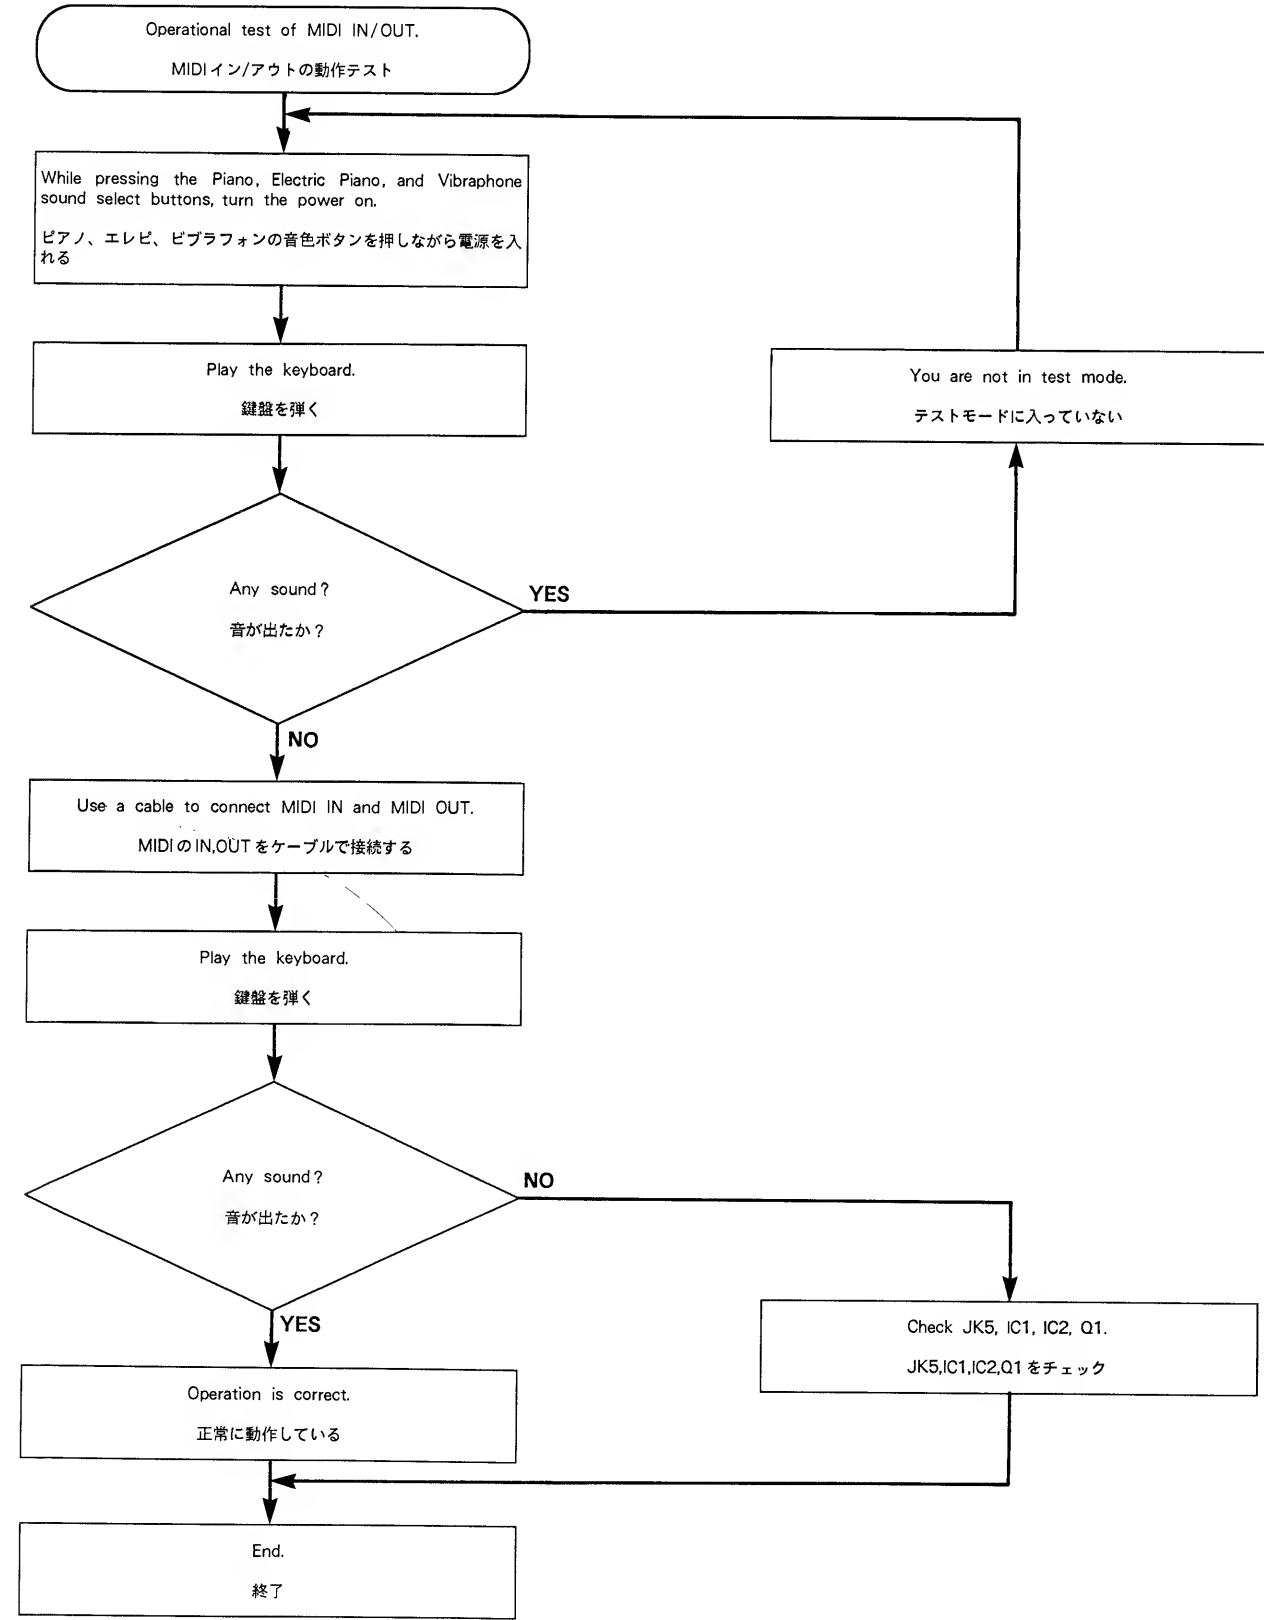 Operational test of MIDI IN/OUT.
MIDIイン/アウトの動作テスト
While pressing the Piano, Electric Piano, and Vibraphone
sound select buttons, turn the power on.
ピアノ、エレピ、ビブラフォンの音色ボタンを押しながら電源を入
れる
Play the keyboard.
鍵盤を弾く
You are not in test mode.
テストモードに入っていない
Any sound?
音が出たか?
YES
NO
Use a cable to connect MIDI IN and MIDI OUT.
MIDIのIN,OUTをケーブルで接続する
Play the keyboard.
鍵盤を弾く
Any sound?
音が出たか?
NO
YES
Check JK5, IC1, IC2, Q1.
JK5,IC1,IC2,Q1をチェック
Operation is correct.
正常に動作している
End.
終了